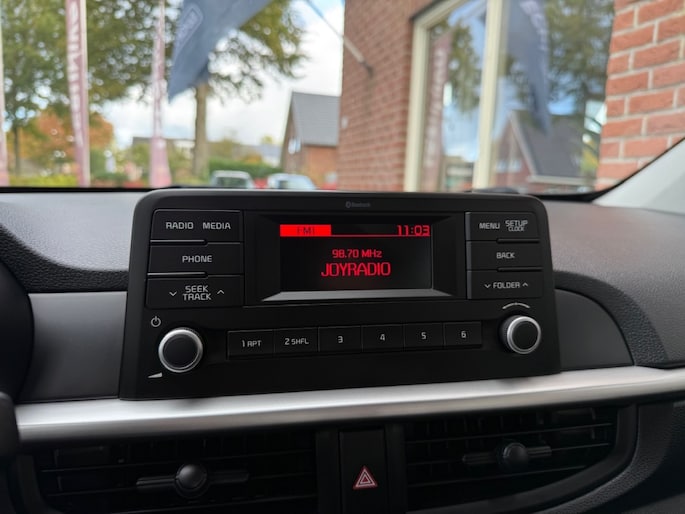 Bluetooth
RADIO MEDIA
PHONE
SEEK
TRACK
FM1 11:03
98.70 MHz
JOYRADIO
MENU SETUP
CLOCK
BACK
FOLDER
1 RPT 2 SHFL 3 4 5 6